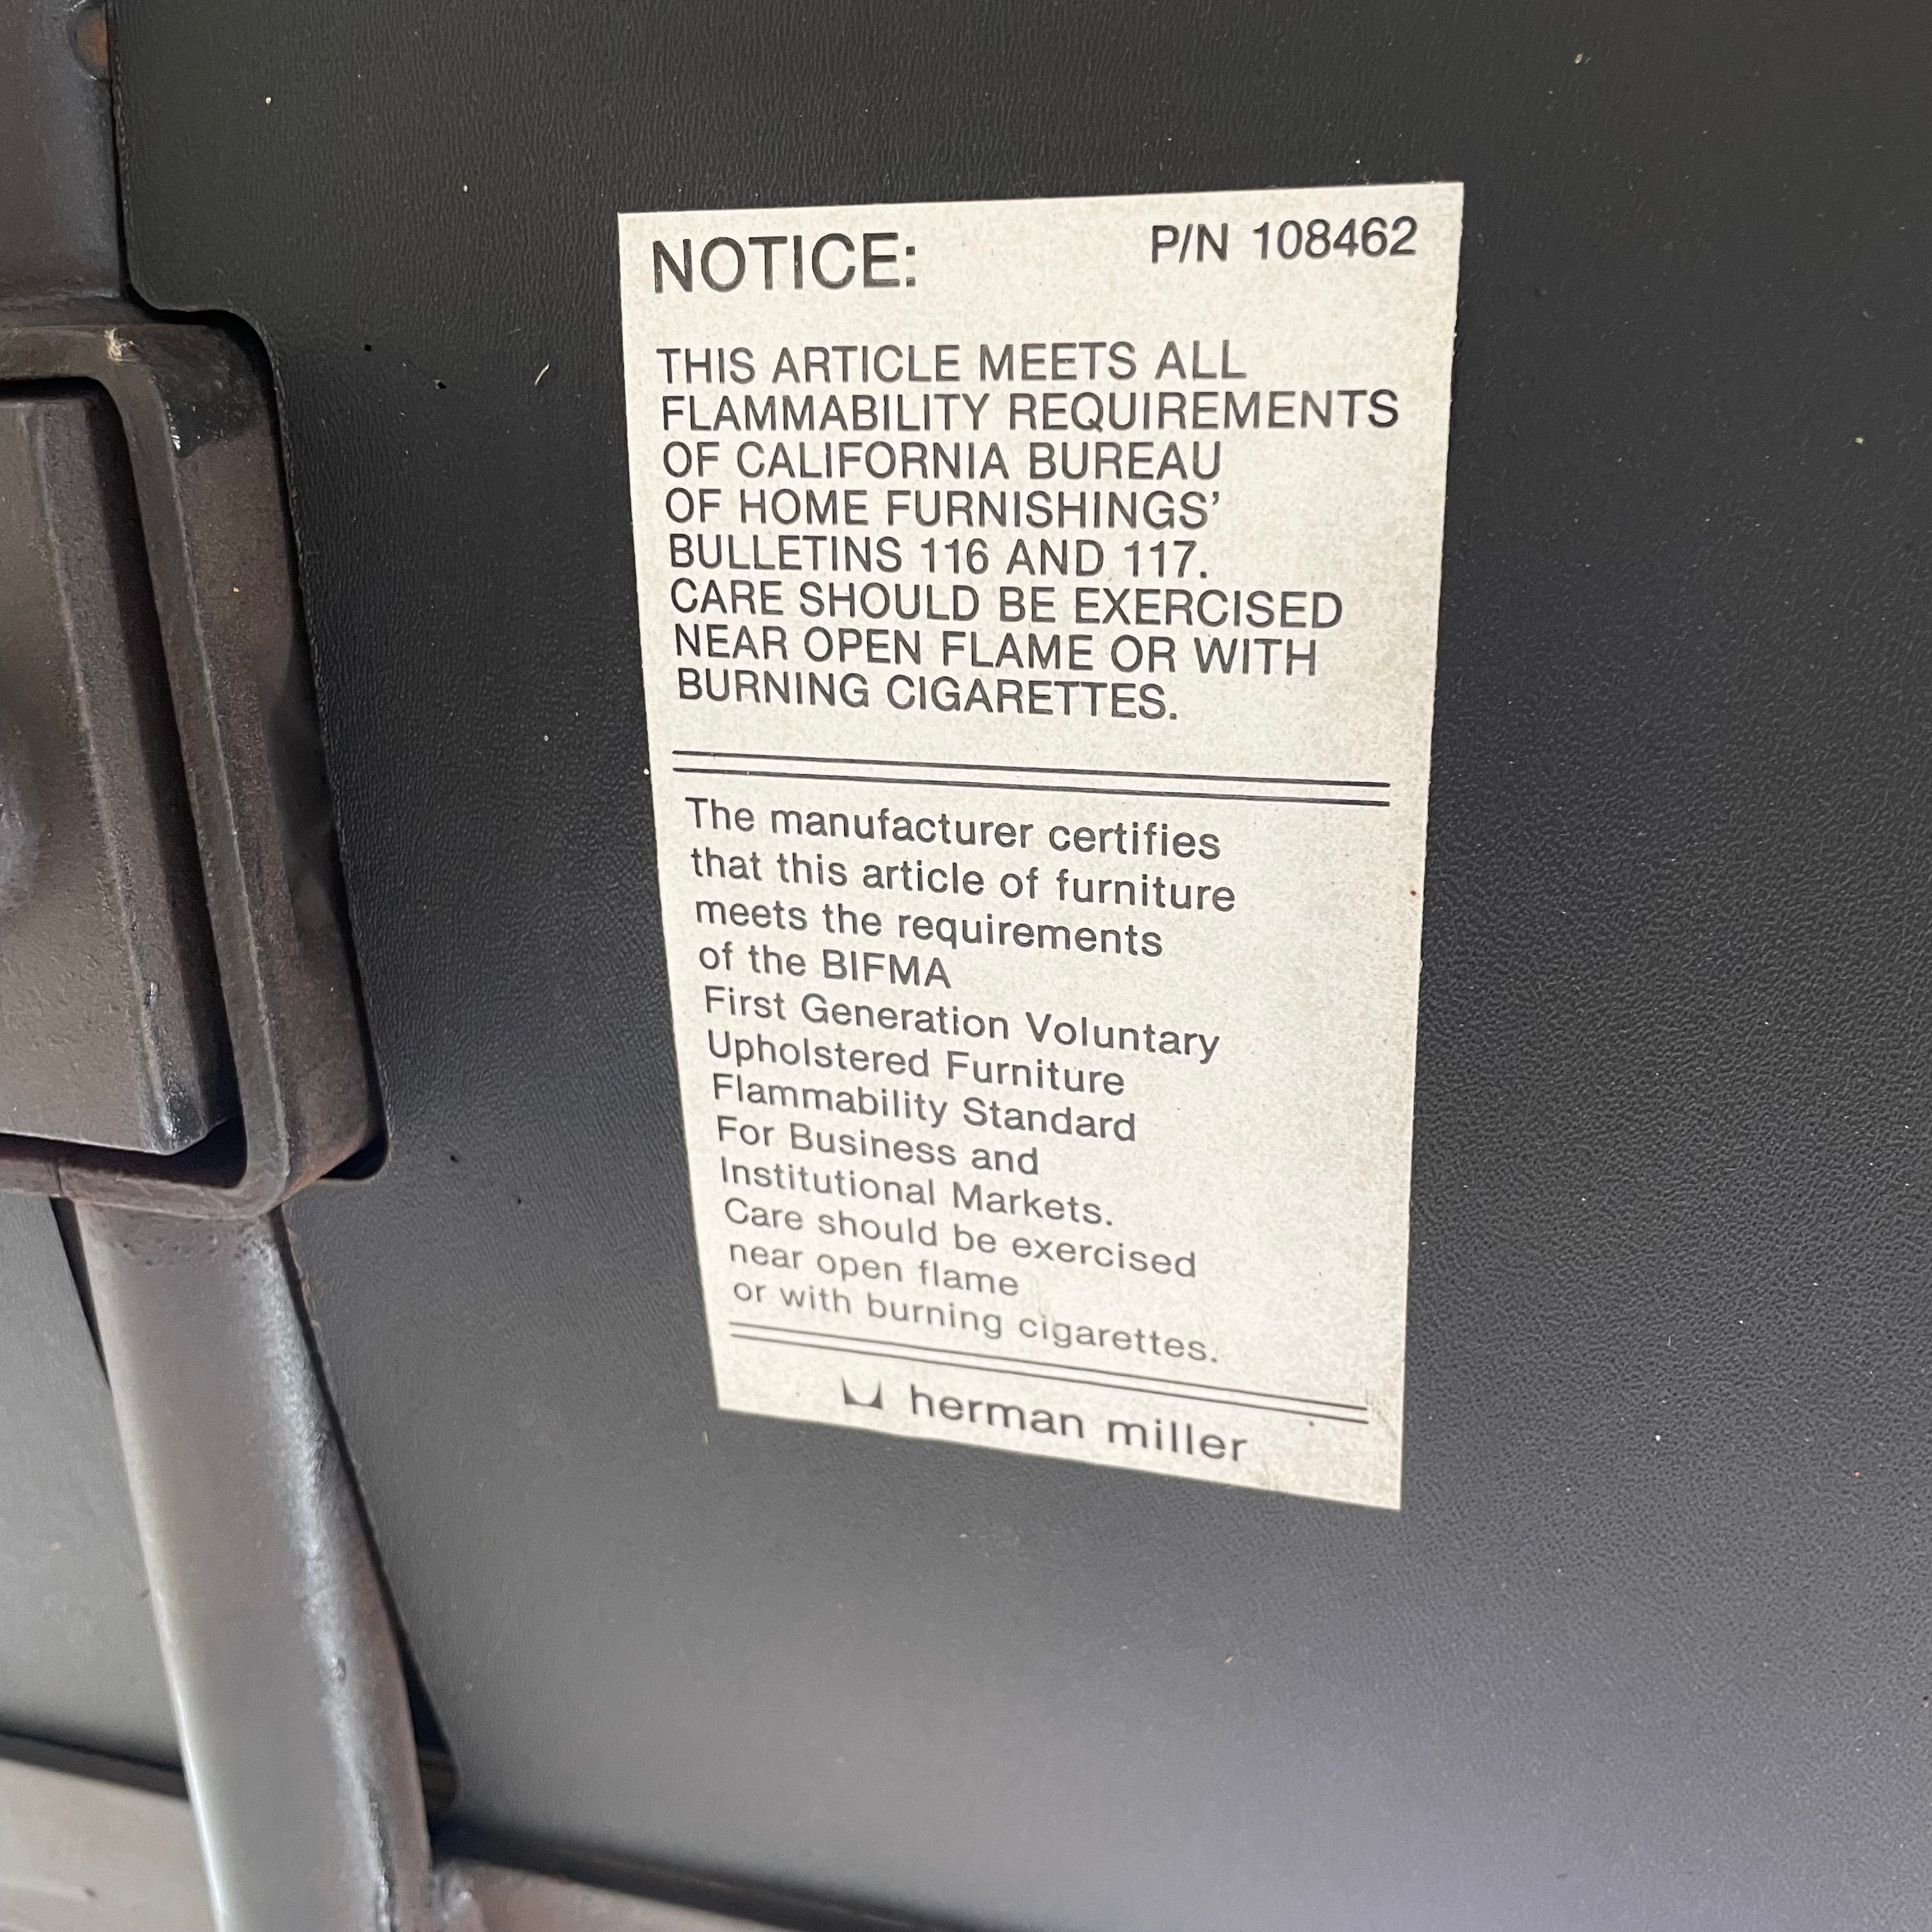 NOTICE: P/N 108462
THIS ARTICLE MEETS ALL
FLAMMABILITY REQUIREMENTS
OF CALIFORNIA BUREAU
OF HOME FURNISHINGS’
BULLETINS 116 AND 117.
CARE SHOULD BE EXERCISED
NEAR OPEN FLAME OR WITH
BURNING CIGARETTES.
The manufacturer certifies
that this article of furniture
meets the requirements
of the BIFMA
First Generation Voluntary
Upholstered Furniture
Flammability Standard
For Business and
Institutional Markets.
Care should be exercised
near open flame
or with burning cigarettes.
herman miller